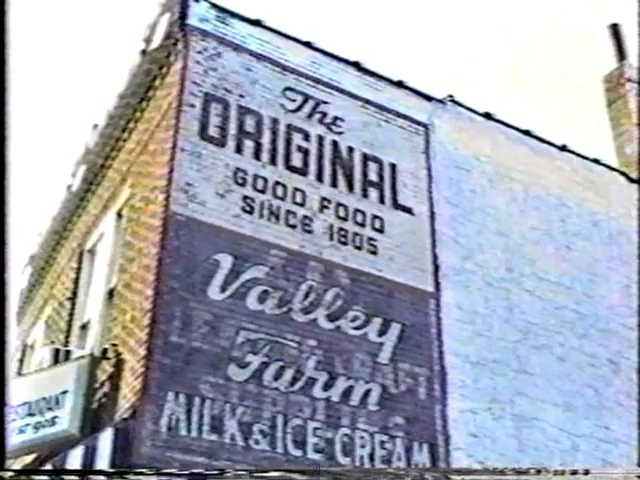 The
ORIGINAL
GOOD FOOD
SINCE 1905
Valley
Farm
MILK & ICE-CREAM